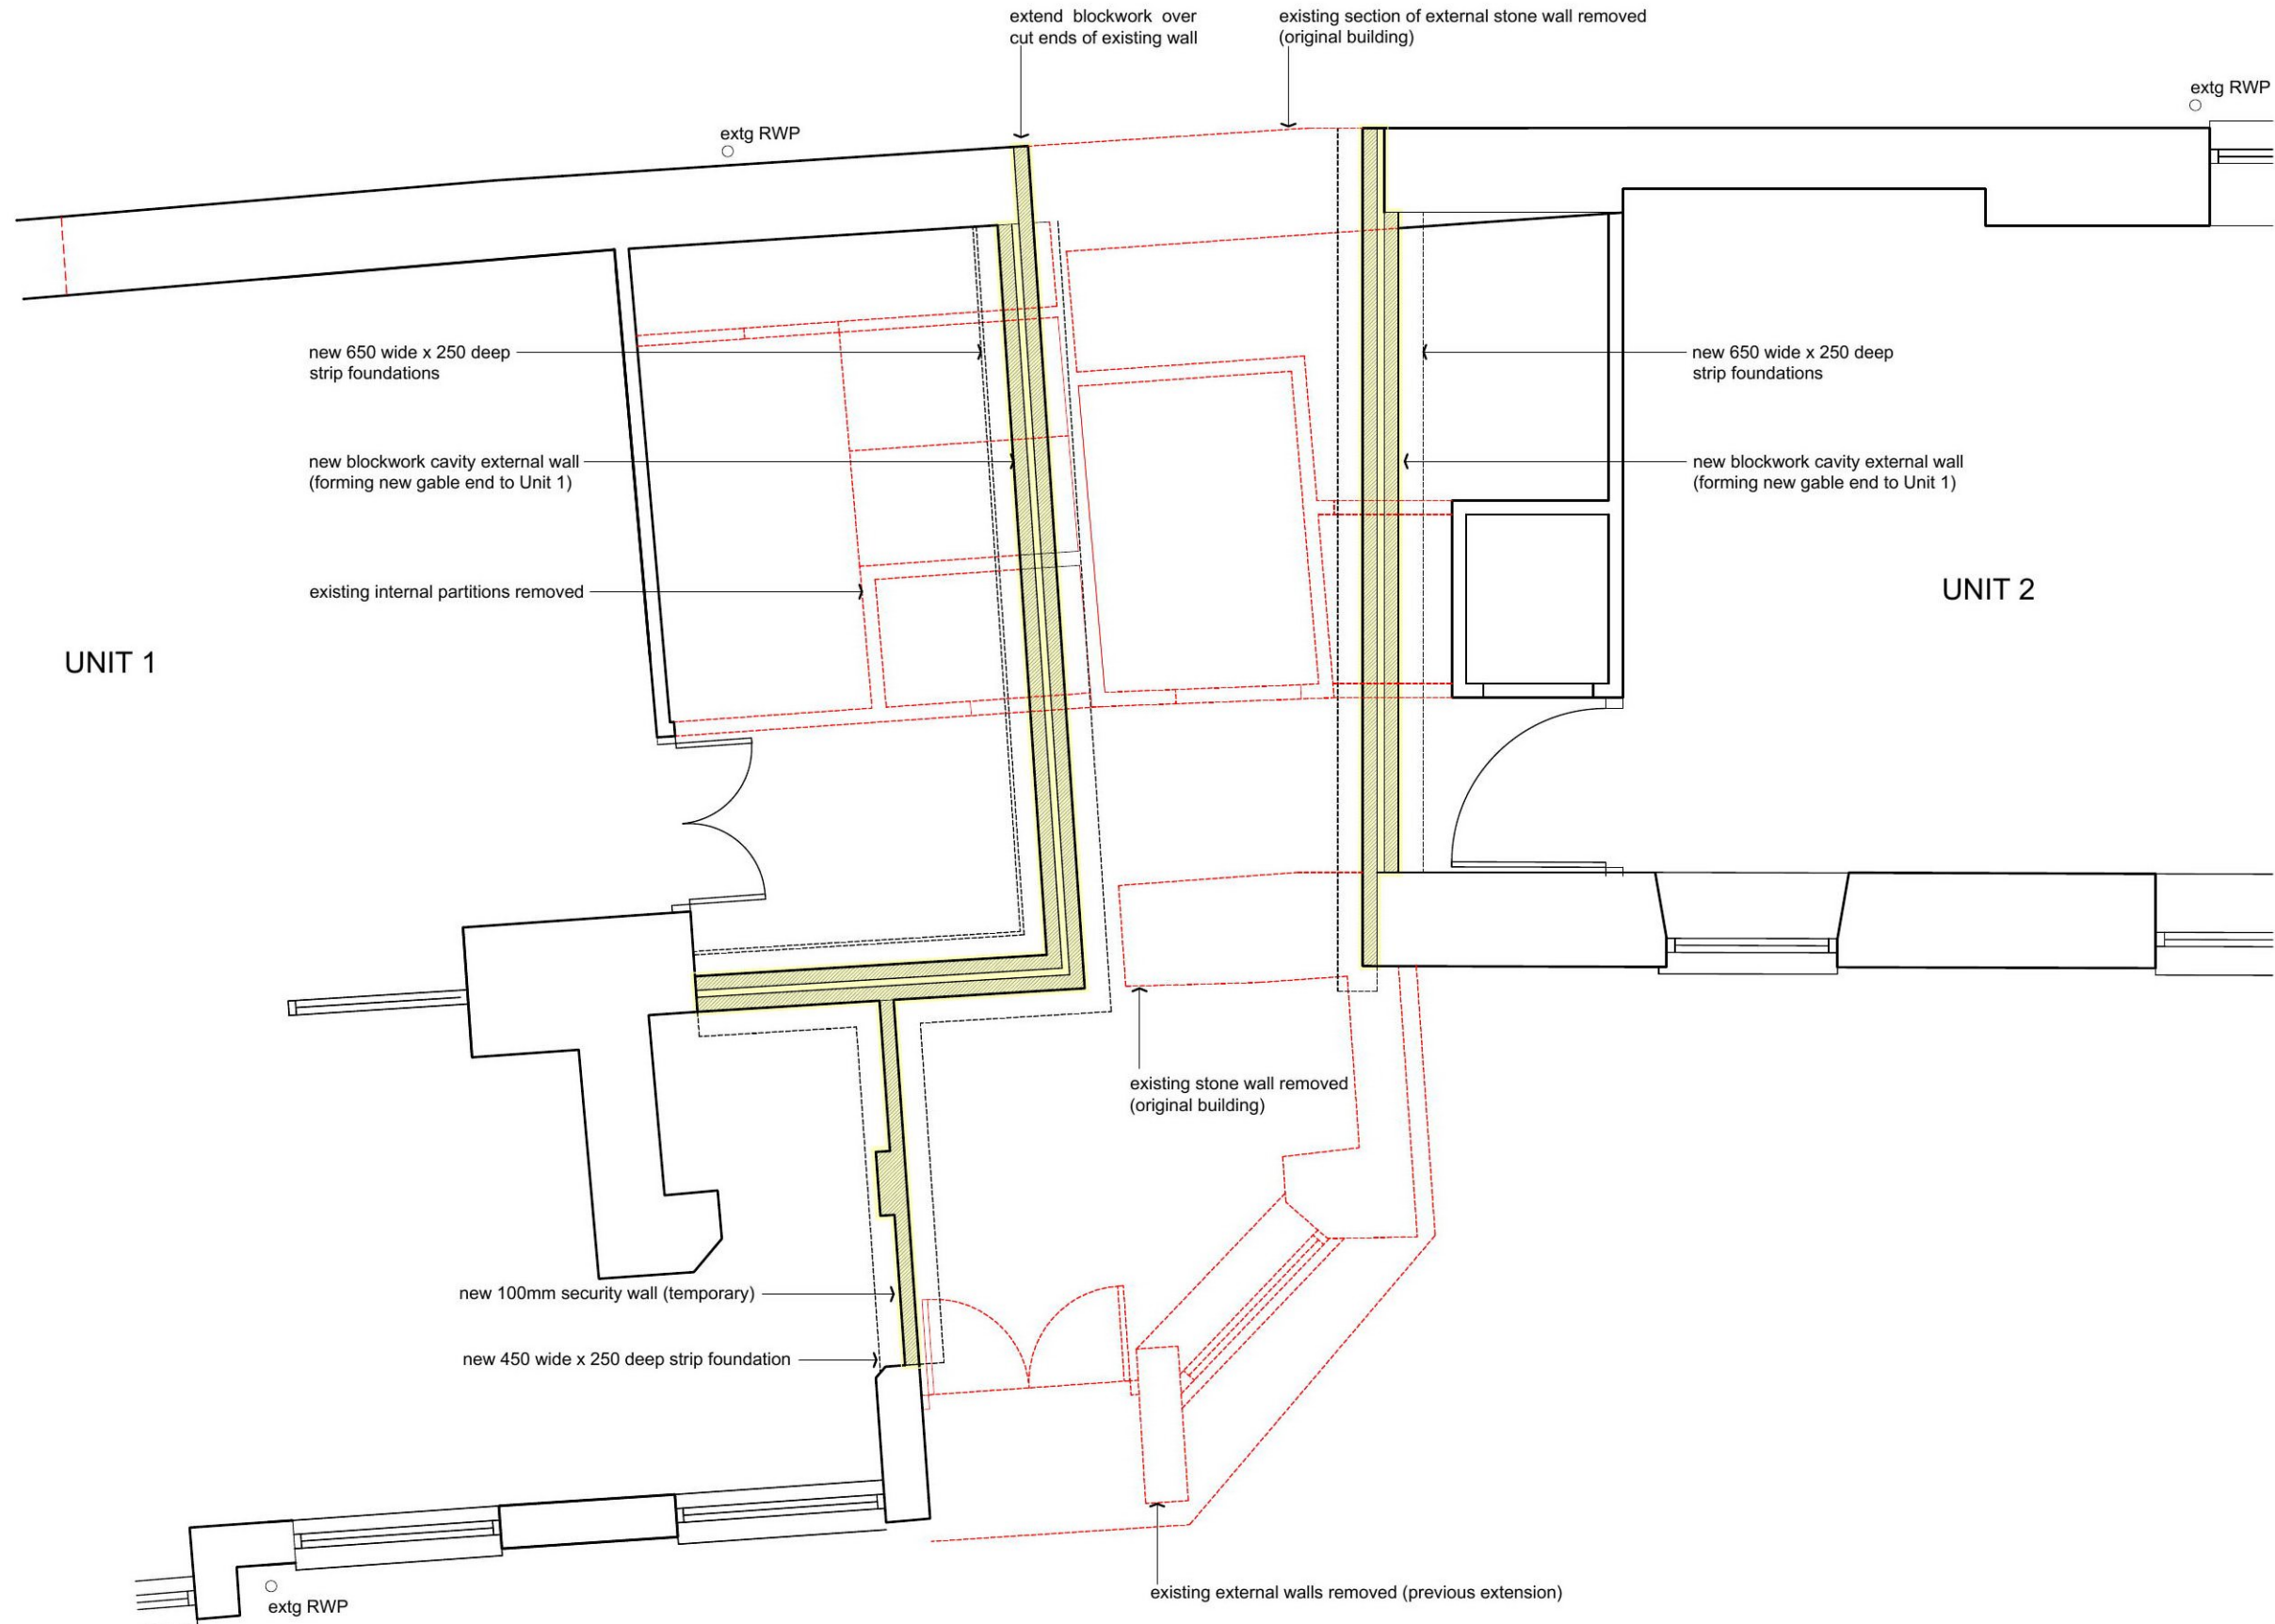 extend blockwork over
cut ends of existing wall
existing section of external stone wall removed
(original building)
extg RWP
extg RWP
new 650 wide x 250 deep
strip foundations
new 650 wide x 250 deep
strip foundations
new blockwork cavity external wall
(forming new gable end to Unit 1)
new blockwork cavity external wall
(forming new gable end to Unit 1)
existing internal partitions removed
UNIT 2
UNIT 1
existing stone wall removed
(original building)
new 100mm security wall (temporary)
new 450 wide x 250 deep strip foundation
existing external walls removed (previous extension)
extg RWP